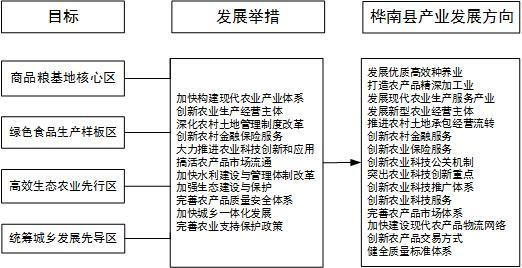 目标
发展举措
桦南县产业发展方向
商品粮基地核心区
绿色食品生产样板区
高效生态农业先行区
统筹城乡发展先导区
加快构建现代农业产业体系
创新农业生产经营主体
深化农村土地管理制度改革
创新农村金融保险服务
大力推进农业科技创新和应用
搞活农产品市场流通
加快水利建设与管理体制改革
加强生态建设与保护
完善农产品质量安全体系
加快城乡一体化发展
完善农业支持保护政策
发展优质高效种养业
打造农产品精深加工业
发展现代农业生产服务产业
发展新型农业经营主体
推进农村土地承包经营流转
创新农村金融服务
创新农业保险服务
创新农业科技公关机制
突出农业科技创新重点
创新农业科技推广体系
创新农业科技服务
完善农产品市场体系
加快建设现代农产品物流网络
创新农产品交易方式
健全质量标准体系